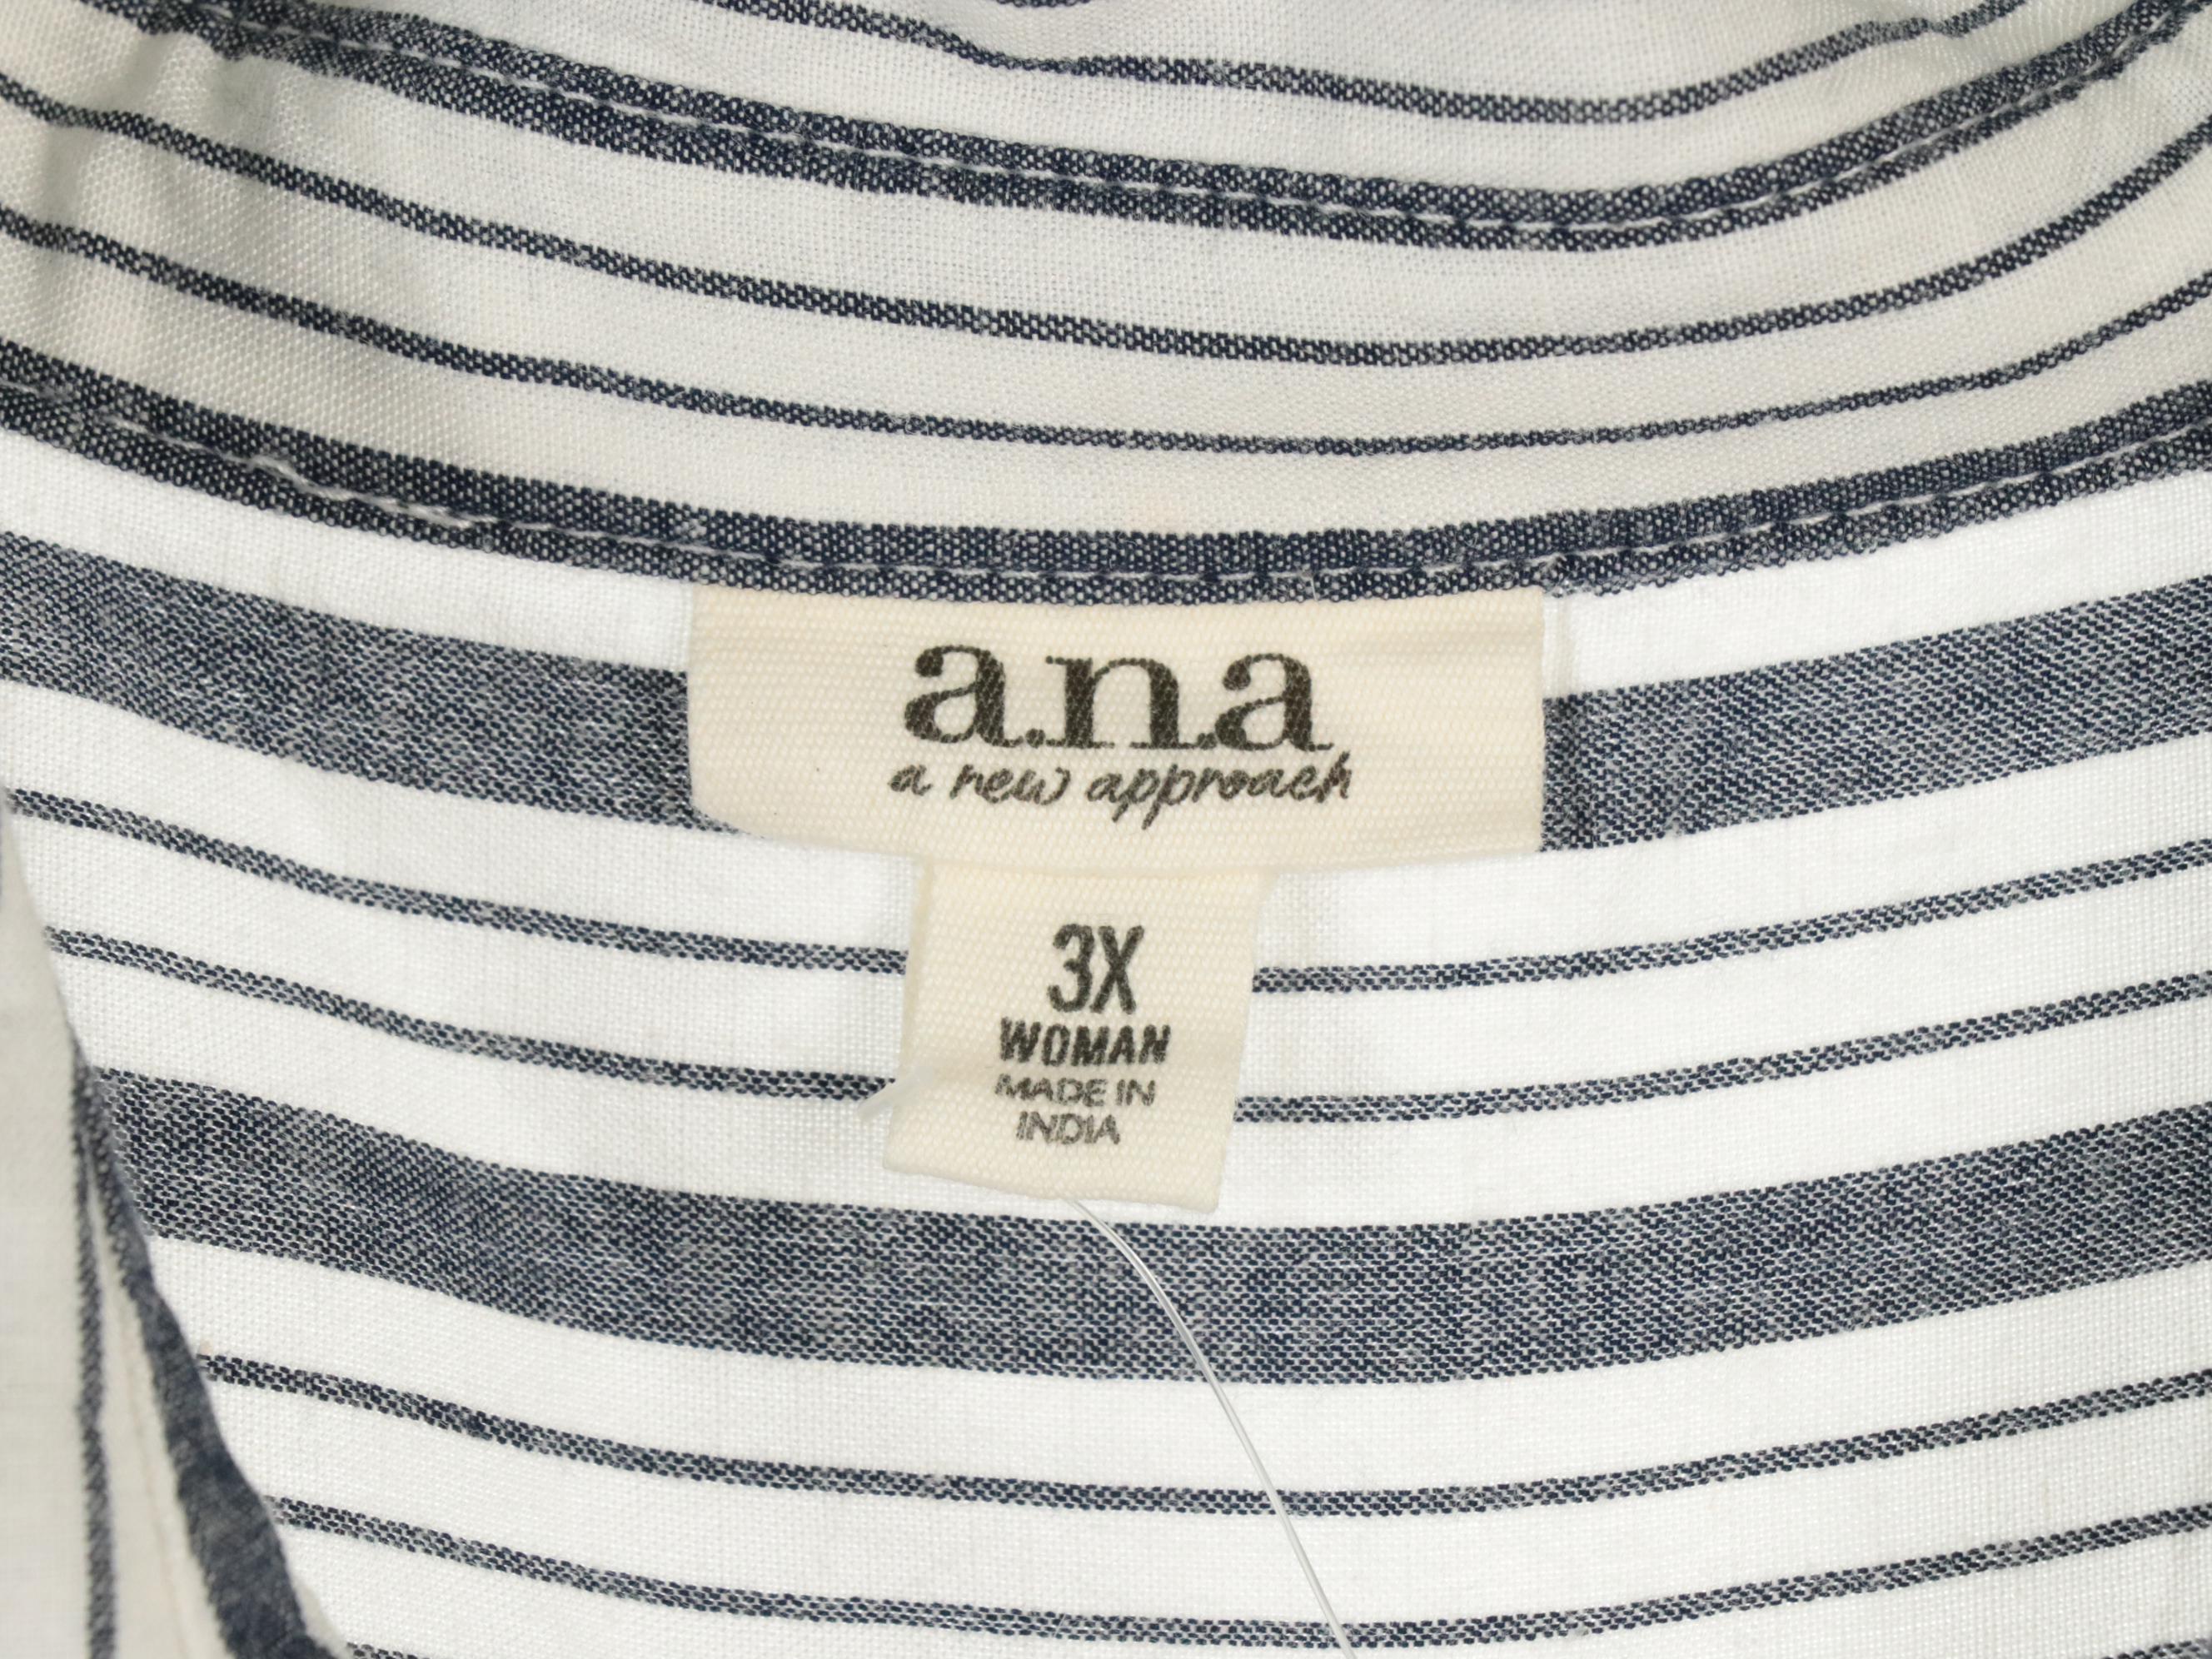 a.n.a
a new approach
3X
WOMAN
MADE IN
INDIA